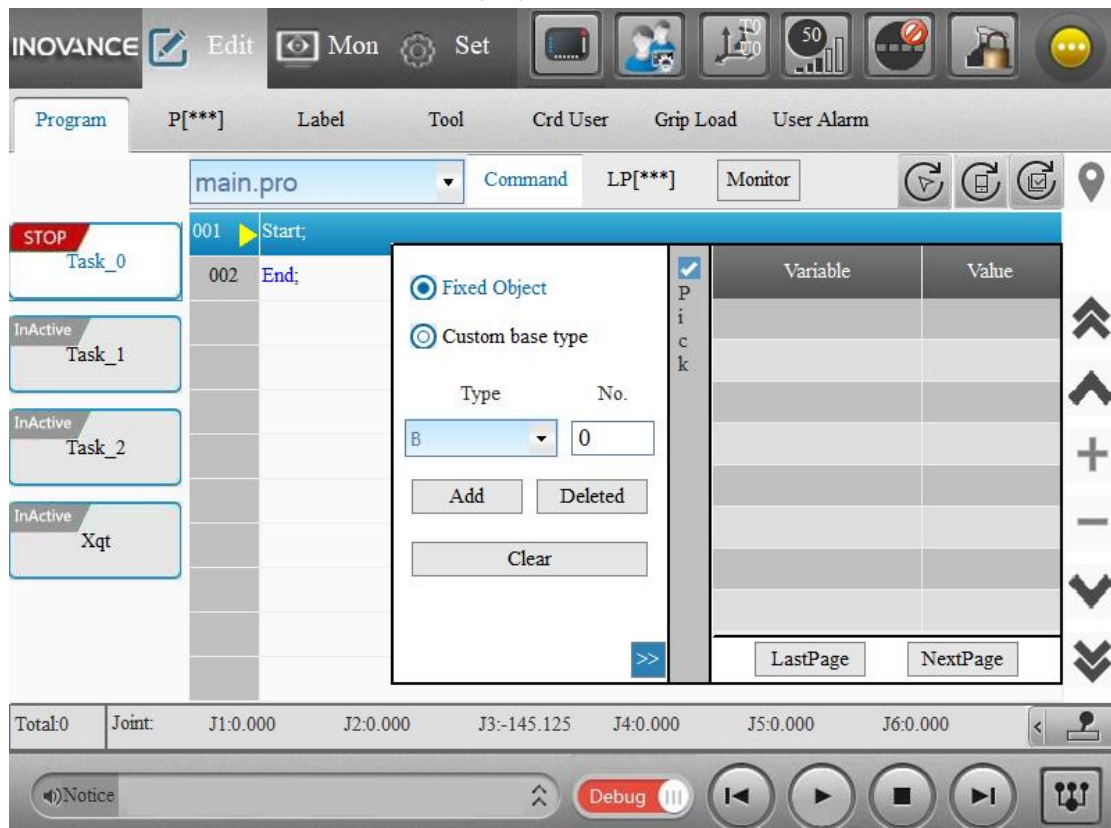 INOVANCE Edit Mon Set T0 U0 50
Program P[***] Label Tool Crd User Grip Load User Alarm
main.pro Command LP[***] Monitor
STOP
Task_0
InActive
Task_1
InActive
Task_2
InActive
Xqt
001 Start;
002 End;
Fixed Object
Custom base type
Type No.
B 0
Add Deleted
Clear
>>
Pick
Variable Value
LastPage NextPage
Total:0 Joint: J1:0.000 J2:0.000 J3:-145.125 J4:0.000 J5:0.000 J6:0.000 <
Notice Debug